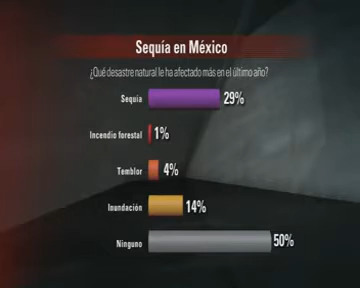 Sequía en México
¿Qué desastre natural le ha afectado más en el último año?
Sequía 29%
Incendio forestal 1%
Temblor 4%
Inundación 14%
Ninguno 50%